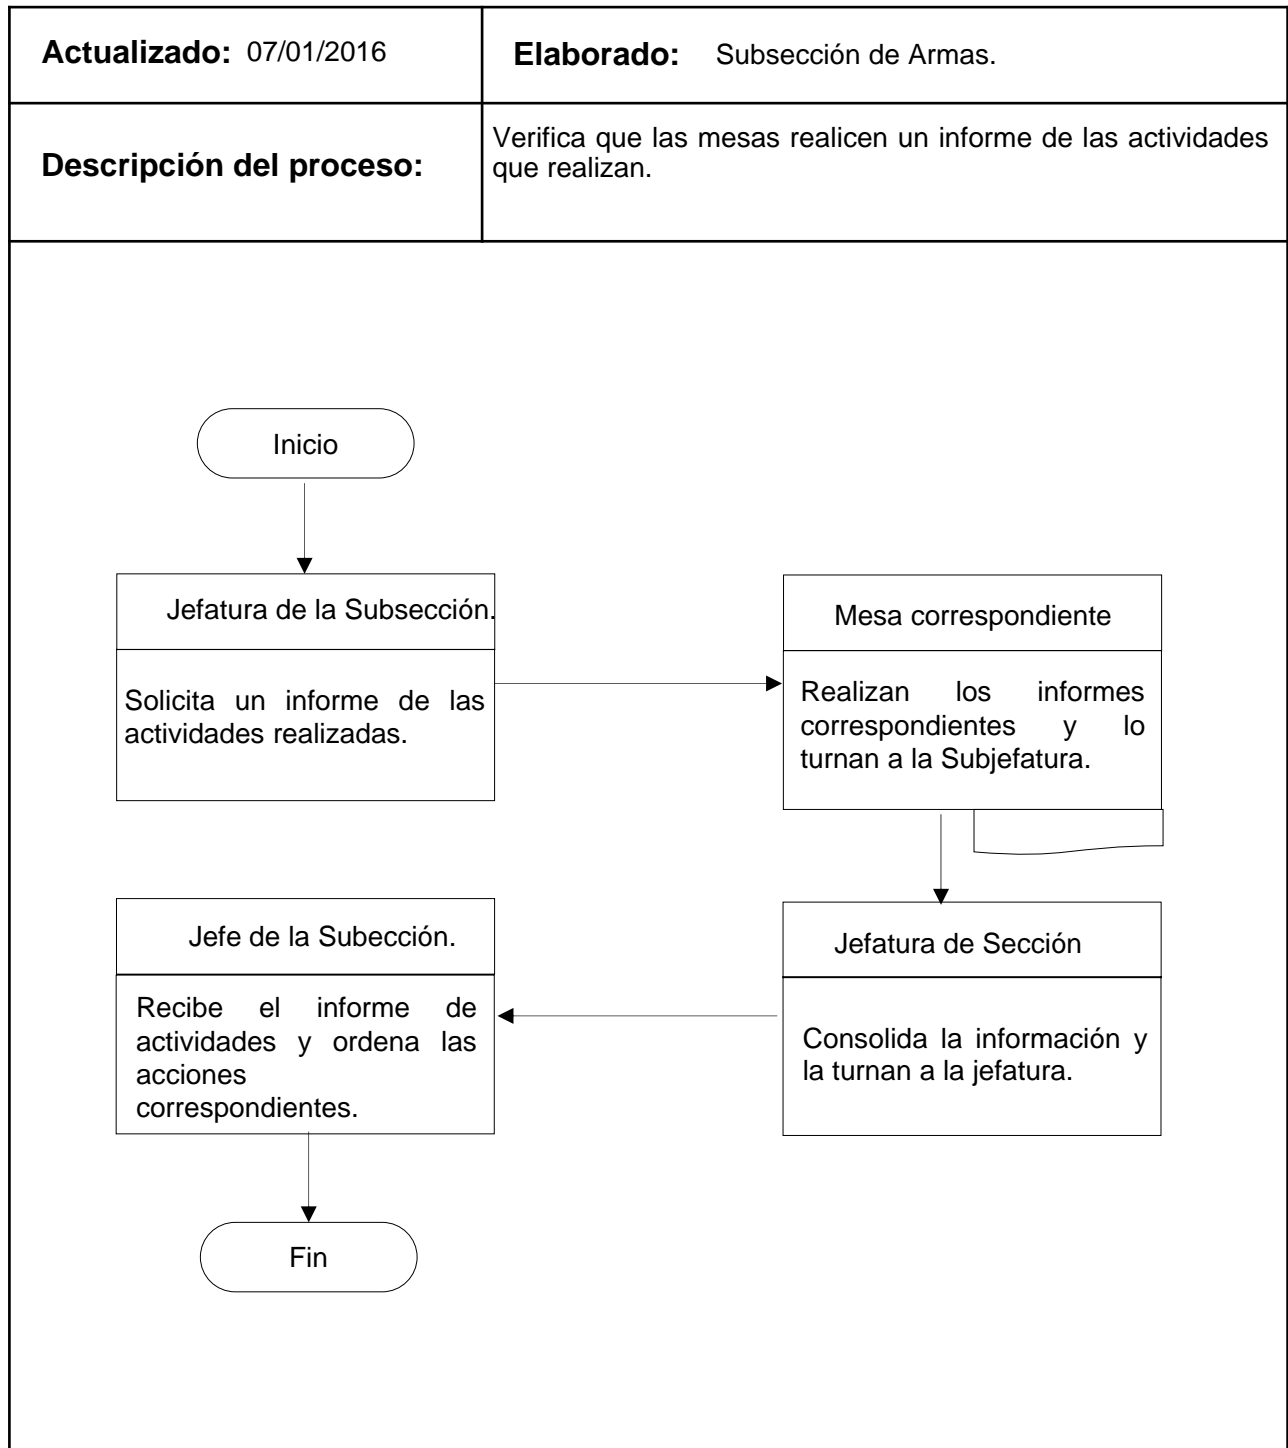 Actualizado: 07/01/2016
Elaborado: Subsección de Armas.
Descripción del proceso:
Verifica que las mesas realicen un informe de las actividades
que realizan.
Inicio
Jefatura de la Subsección.
Solicita un informe de las
actividades realizadas.
Mesa correspondiente
Realizan los informes
correspondientes y lo
turnan a la Subjefatura.
Jefatura de Sección
Consolida la información y
la turnan a la jefatura.
Jefe de la Subección.
Recibe el informe de
actividades y ordena las
acciones
correspondientes.
Fin